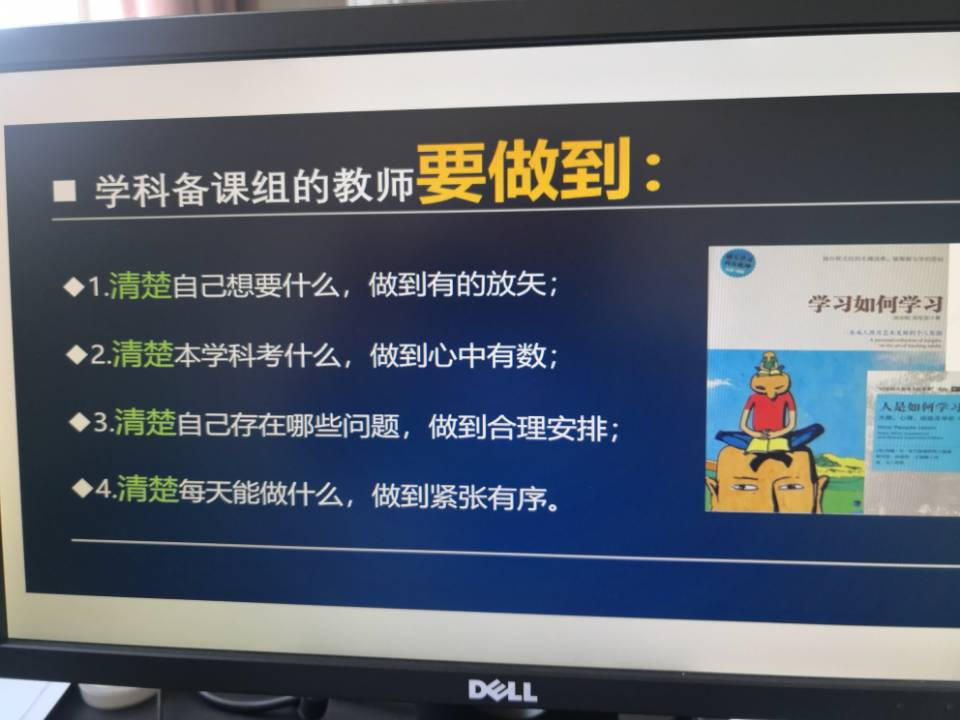 ■ 学科备课组的教师要做到：
◆1.清楚自己想要什么，做到有的放矢；
◆2.清楚本学科考什么，做到心中有数；
◆3.清楚自己存在哪些问题，做到合理安排；
◆4.清楚每天能做什么，做到紧张有序。
学习如何学习
人是如何学习
How People Learn
DELL